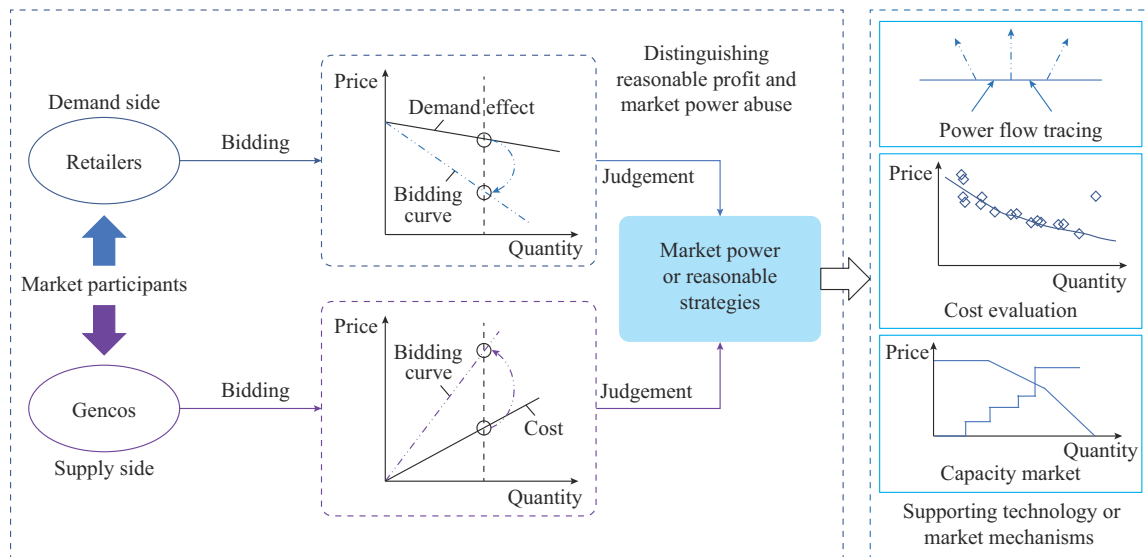 Demand side
Retailers
Market participants
Gencos
Supply side
Bidding
Bidding
Price
Demand effect
Bidding
curve
Quantity
Price
Bidding
curve
Cost
Quantity
Distinguishing
reasonable profit and
market power abuse
Judgement
Market power
or reasonable
strategies
Judgement
Power flow tracing
Price
Quantity
Cost evaluation
Price
Quantity
Capacity market
Supporting technology or
market mechanisms